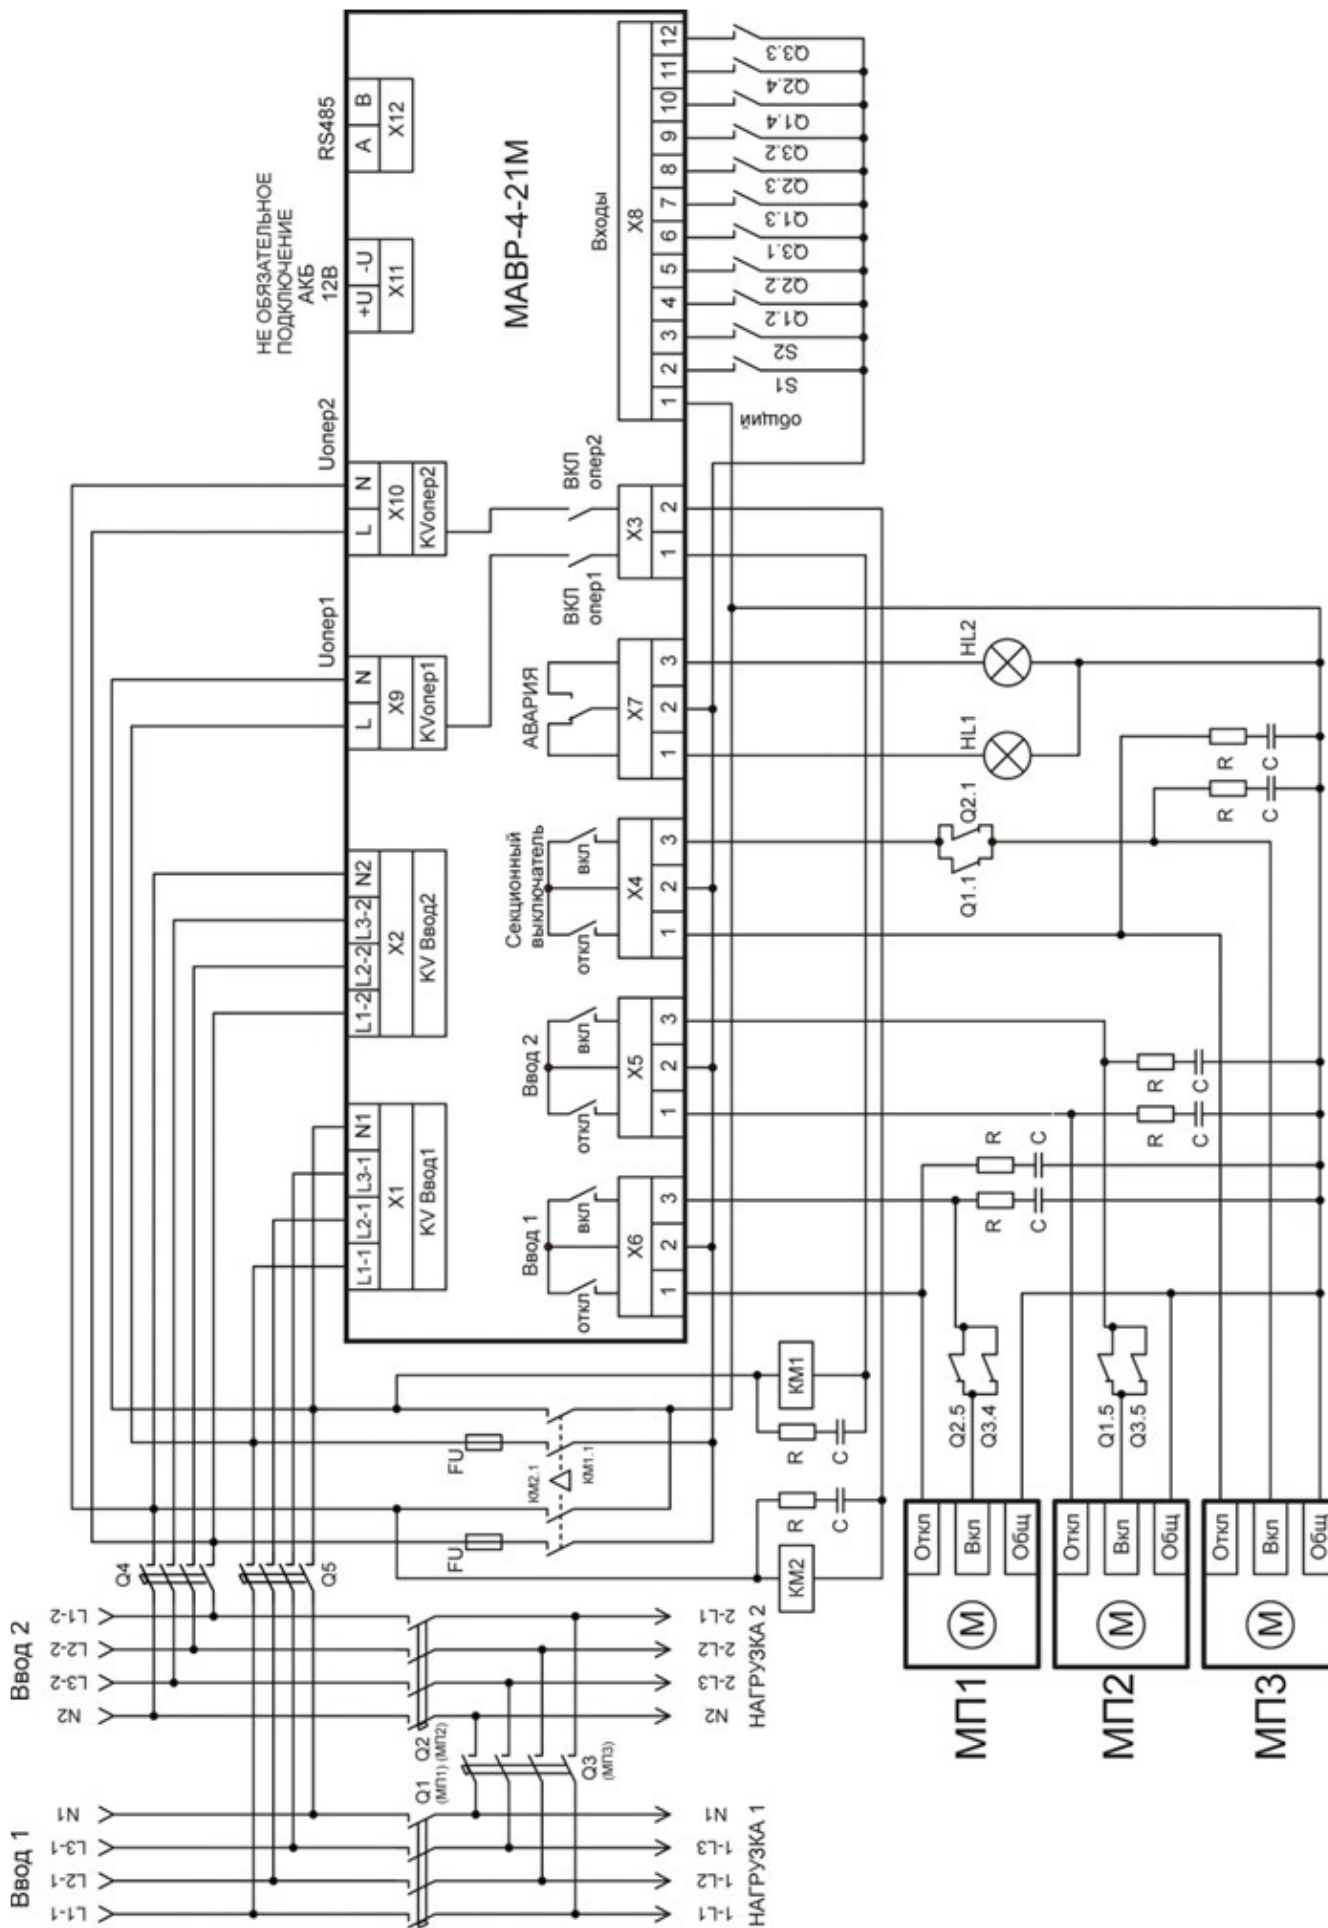 Ввод 1
L1-1
L2-1
L3-1
N1
Ввод 2
N2
L3-2
L2-2
L1-2
Q4
Q5
Q1
(МП1)
Q2
(МП2)
Q3
(МП3)
НАГРУЗКА 1
1-L1
1-L2
1-L3
N1
НАГРУЗКА 2
N2
2-L3
2-L2
2-L1
FU
FU
КМ2.1
КМ1.1
КМ1
КМ2
R
C
R
C
МАВР-4-21М
L1-1
L2-1
L3-1
N1
X1
KV Ввод1
L1-2
L2-2
L3-2
N2
X2
KV Ввод2
Uопер1
L
N
X9
KVопер1
Uопер2
L
N
X10
KVопер2
НЕ ОБЯЗАТЕЛЬНОЕ
ПОДКЛЮЧЕНИЕ
АКБ
12В
+U
-U
X11
RS485
A
B
X12
Ввод 1
откл
вкл
X6
1
2
3
Ввод 2
откл
вкл
X5
1
2
3
Секционный
выключатель
откл
вкл
X4
1
2
3
АВАРИЯ
X7
1
2
3
ВКЛ
опер1
ВКЛ
опер2
X3
1
2
Входы
X8
1
2
3
4
5
6
7
8
9
10
11
12
общий
S1
S2
Q1.2
Q2.2
Q3.1
Q1.3
Q2.3
Q3.2
Q1.4
Q2.4
Q3.3
HL1
HL2
Q1.1
Q2.1
R
C
R
C
R
C
R
C
R
C
R
C
Q2.5
Q3.4
Q1.5
Q3.5
Откл
Вкл
Общ
М
МП1
Откл
Вкл
Общ
М
МП2
Откл
Вкл
Общ
М
МП3